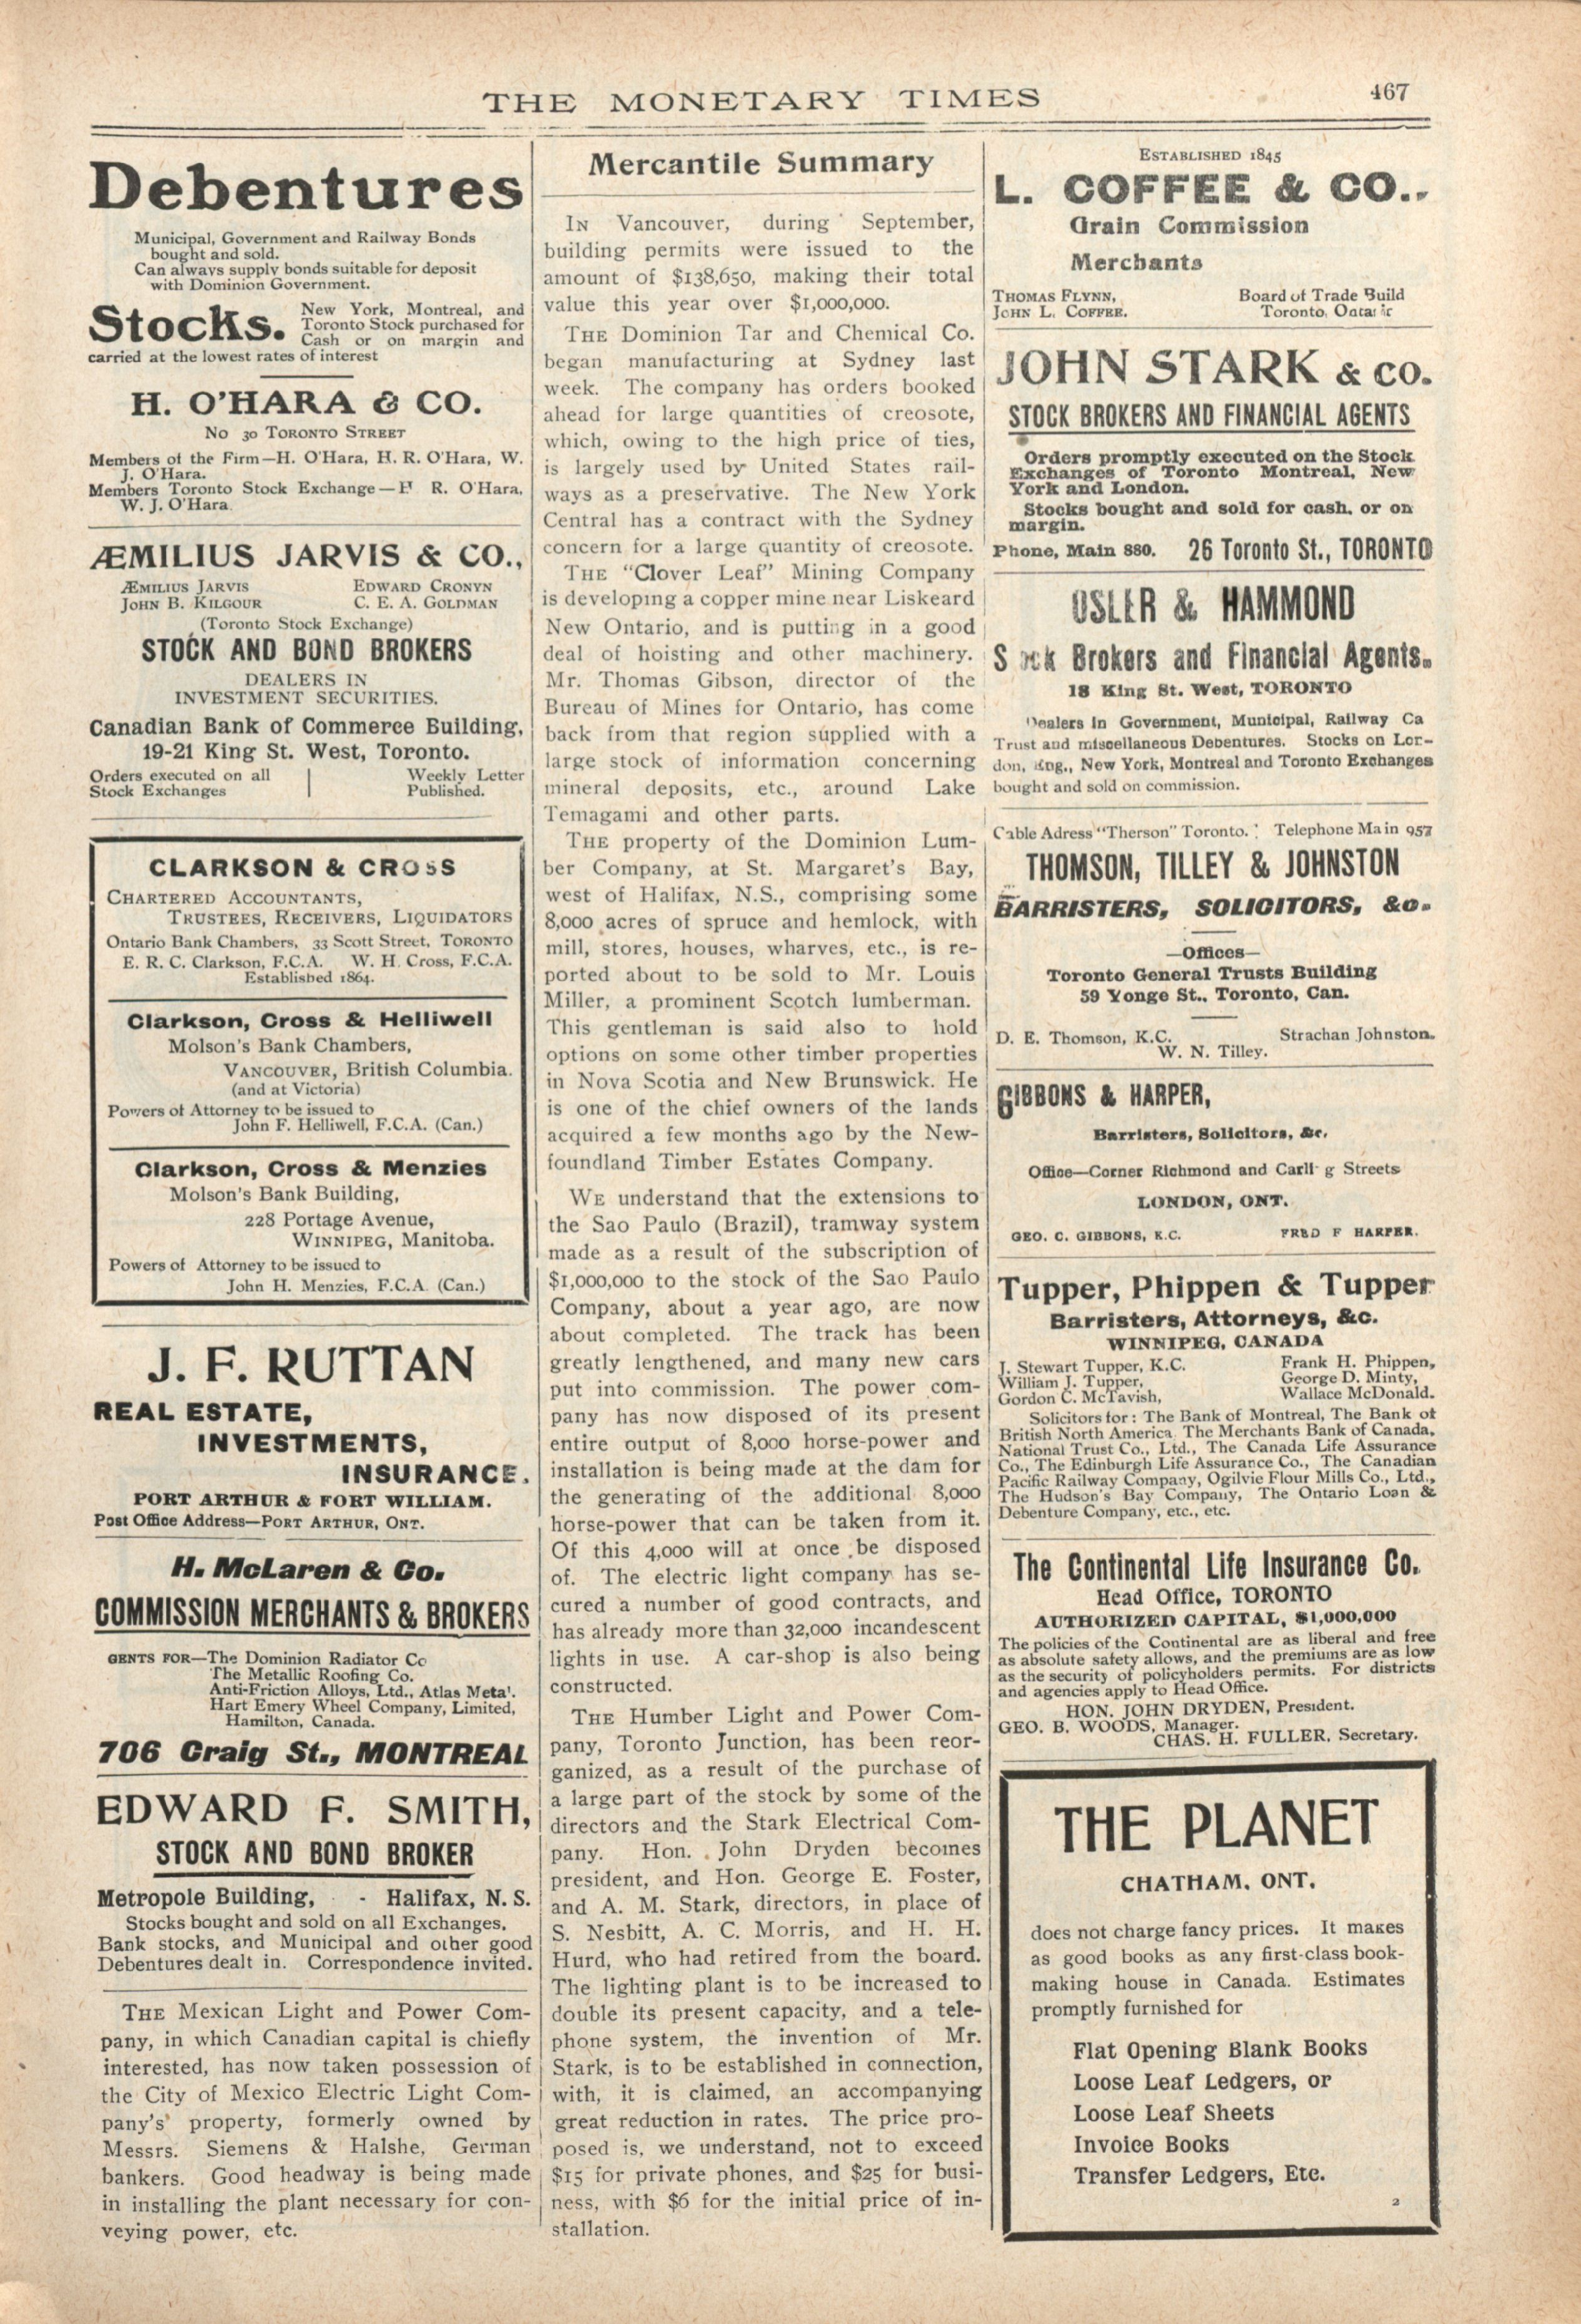 THE MONETARY TIMES
467
Debentures
Municipal, Government and Railway Bonds
bought and sold.
Can always supply bonds suitable for deposit
with Dominion Government.
Stocks.
New York, Montreal, and
Toronto Stock purchased for
Cash or on margin and
carried at the lowest rates of interest
H. O'HARA & CO.
No 30 TORONTO STREET
Members of the Firm—H. O'Hara, H. R. O'Hara, W.
J. O'Hara.
Members Toronto Stock Exchange—H R. O'Hara,
W. J. O'Hara.
ÆMILIUS JARVIS & CO.,
ÆMILIUS JARVIS EDWARD CRONYN
JOHN B. KILGOUR C. E. A. GOLDMAN
(Toronto Stock Exchange)
STOCK AND BOND BROKERS
DEALERS IN
INVESTMENT SECURITIES.
Canadian Bank of Commerce Building,
19-21 King St. West, Toronto.
Orders executed on all Weekly Letter
Stock Exchanges Published.
CLARKSON & CROSS
CHARTERED ACCOUNTANTS,
TRUSTEES, RECEIVERS, LIQUIDATORS
Ontario Bank Chambers, 33 Scott Street, TORONTO
E. R. C. Clarkson, F.C.A. W. H. Cross, F.C.A.
Established 1864.
Clarkson, Cross & Helliwell
Molson's Bank Chambers,
VANCOUVER, British Columbia.
(and at Victoria)
Powers of Attorney to be issued to
John F. Helliwell, F.C.A. (Can.)
Clarkson, Cross & Menzies
Molson's Bank Building,
228 Portage Avenue,
WINNIPEG, Manitoba.
Powers of Attorney to be issued to
John H. Menzies, F.C.A. (Can.)
J. F. RUTTAN
REAL ESTATE,
INVESTMENTS,
INSURANCE.
PORT ARTHUR & FORT WILLIAM.
Post Office Address—PORT ARTHUR, ONT.
H. McLaren & Co.
COMMISSION MERCHANTS & BROKERS
GENTS FOR—The Dominion Radiator Co
The Metallic Roofing Co.
Anti-Friction Alloys, Ltd., Atlas Metal.
Hart Emery Wheel Company, Limited,
Hamilton, Canada.
706 Craig St., MONTREAL
EDWARD F. SMITH,
STOCK AND BOND BROKER
Metropole Building, - Halifax, N. S.
Stocks bought and sold on all Exchanges.
Bank stocks, and Municipal and other good
Debentures dealt in. Correspondence invited.
THE Mexican Light and Power Com-
pany, in which Canadian capital is chiefly
interested, has now taken possession of
the City of Mexico Electric Light Com-
pany's property, formerly owned by
Messrs. Siemens & Halshe, German
bankers. Good headway is being made
in installing the plant necessary for con-
veying power, etc.
Mercantile Summary
IN Vancouver, during September,
building permits were issued to the
amount of $138,650, making their total
value this year over $1,000,000.
THE Dominion Tar and Chemical Co.
began manufacturing at Sydney last
week. The company has orders booked
ahead for large quantities of creosote,
which, owing to the high price of ties,
is largely used by United States rail-
ways as a preservative. The New York
Central has a contract with the Sydney
concern for a large quantity of creosote.
THE "Clover Leaf" Mining Company
is developing a copper mine near Liskeard
New Ontario, and is putting in a good
deal of hoisting and other machinery.
Mr. Thomas Gibson, director of the
Bureau of Mines for Ontario, has come
back from that region supplied with a
large stock of information concerning
mineral deposits, etc., around Lake
Temagami and other parts.
THE property of the Dominion Lum-
ber Company, at St. Margaret's Bay,
west of Halifax, N.S., comprising some
8,000 acres of spruce and hemlock, with
mill, stores, houses, wharves, etc., is re-
ported about to be sold to Mr. Louis
Miller, a prominent Scotch lumberman.
This gentleman is said also to hold
options on some other timber properties
in Nova Scotia and New Brunswick. He
is one of the chief owners of the lands
acquired a few months ago by the New-
foundland Timber Estates Company.
WE understand that the extensions to
the Sao Paulo (Brazil), tramway system
made as a result of the subscription of
$1,000,000 to the stock of the Sao Paulo
Company, about a year ago, are now
about completed. The track has been
greatly lengthened, and many new cars
put into commission. The power com-
pany has now disposed of its present
entire output of 8,000 horse-power and
installation is being made at the dam for
the generating of the additional 8,000
horse-power that can be taken from it.
Of this 4,000 will at once be disposed
of. The electric light company has se-
cured a number of good contracts, and
has already more than 32,000 incandescent
lights in use. A car-shop is also being
constructed.
THE Humber Light and Power Com-
pany, Toronto Junction, has been reor-
ganized, as a result of the purchase of
a large part of the stock by some of the
directors and the Stark Electrical Com-
pany. Hon. John Dryden becomes
president, and Hon. George E. Foster,
and A. M. Stark, directors, in place of
S. Nesbitt, A. C. Morris, and H. H.
Hurd, who had retired from the board.
The lighting plant is to be increased to
double its present capacity, and a tele-
phone system, the invention of Mr.
Stark, is to be established in connection,
with, it is claimed, an accompanying
great reduction in rates. The price pro-
posed is, we understand, not to exceed
$15 for private phones, and $25 for busi-
ness, with $6 for the initial price of in-
stallation.
ESTABLISHED 1845
L. COFFEE & CO.,
Grain Commission
Merchants
THOMAS FLYNN, Board of Trade Build
JOHN L. COFFEE. Toronto,
JOHN STARK & CO.
STOCK BROKERS AND FINANCIAL AGENTS
Orders promptly executed on the Stock
Exchanges of Toronto Montreal, New
York and London.
Stocks bought and sold for cash, or on
margin.
Phone, Main 880. 26 Toronto St., TORONTO
OSLER & HAMMOND
Brokers and Financial Agents.
18 King St. West, TORONTO
Dealers in Government, Municipal, Railway Ca
Trust and miscellaneous Debentures. Stocks on Lon-
don, Eng., New York, Montreal and Toronto Exchanges
bought and sold on commission.
Cable Adress "Therson" Toronto. Telephone Main 957
THOMSON, TILLEY & JOHNSTON
BARRISTERS, SOLICITORS, &c.
—Offices—
Toronto General Trusts Building
59 Yonge St., Toronto, Can.
D. E. Thomson, K.C. Strachan Johnston.
W. N. Tilley.
GIBBONS & HARPER,
Barristers, Solicitors, &c.
Office—Corner Richmond and Carli g Streets
LONDON, ONT.
GEO. C. GIBBONS, K.C. FRED F HARPER.
Tupper, Phippen & Tupper
Barristers, Attorneys, &c.
WINNIPEG, CANADA
J. Stewart Tupper, K.C. Frank H. Phippen,
William J. Tupper, George D. Minty,
Gordon C. McTavish, Wallace McDonald.
Solicitors for: The Bank of Montreal, The Bank of
British North America, The Merchants Bank of Canada,
National Trust Co., Ltd., The Canada Life Assurance
Co., The Edinburgh Life Assurance Co., The Canadian
Pacific Railway Company, Ogilvie Flour Mills Co., Ltd.,
The Hudson's Bay Company, The Ontario Loan &
Debenture Company, etc., etc.
The Continental Life Insurance Co.
Head Office, TORONTO
AUTHORIZED CAPITAL, $1,000,000
The policies of the Continental are as liberal and free
as absolute safety allows, and the premiums are as low
as the security of policyholders permits. For districts
and agencies apply to Head Office.
HON. JOHN DRYDEN, President.
GEO. B. WOODS, Manager.
CHAS. H. FULLER, Secretary.
THE PLANET
CHATHAM, ONT.
does not charge fancy prices. It makes
as good books as any first-class book-
making house in Canada. Estimates
promptly furnished for
Flat Opening Blank Books
Loose Leaf Ledgers, or
Loose Leaf Sheets
Invoice Books
Transfer Ledgers, Etc.
2